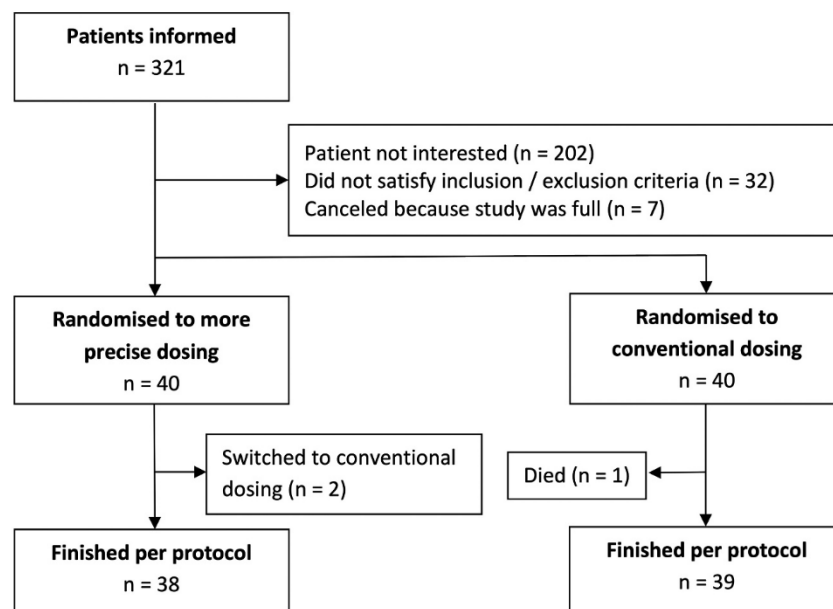 Patients informed
n = 321
Patient not interested (n = 202)
Did not satisfy inclusion / exclusion criteria (n = 32)
Canceled because study was full (n = 7)
Randomised to more
precise dosing
n = 40
Randomised to
conventional dosing
n = 40
Switched to conventional
dosing (n = 2)
Died (n = 1)
Finished per protocol
n = 38
Finished per protocol
n = 39